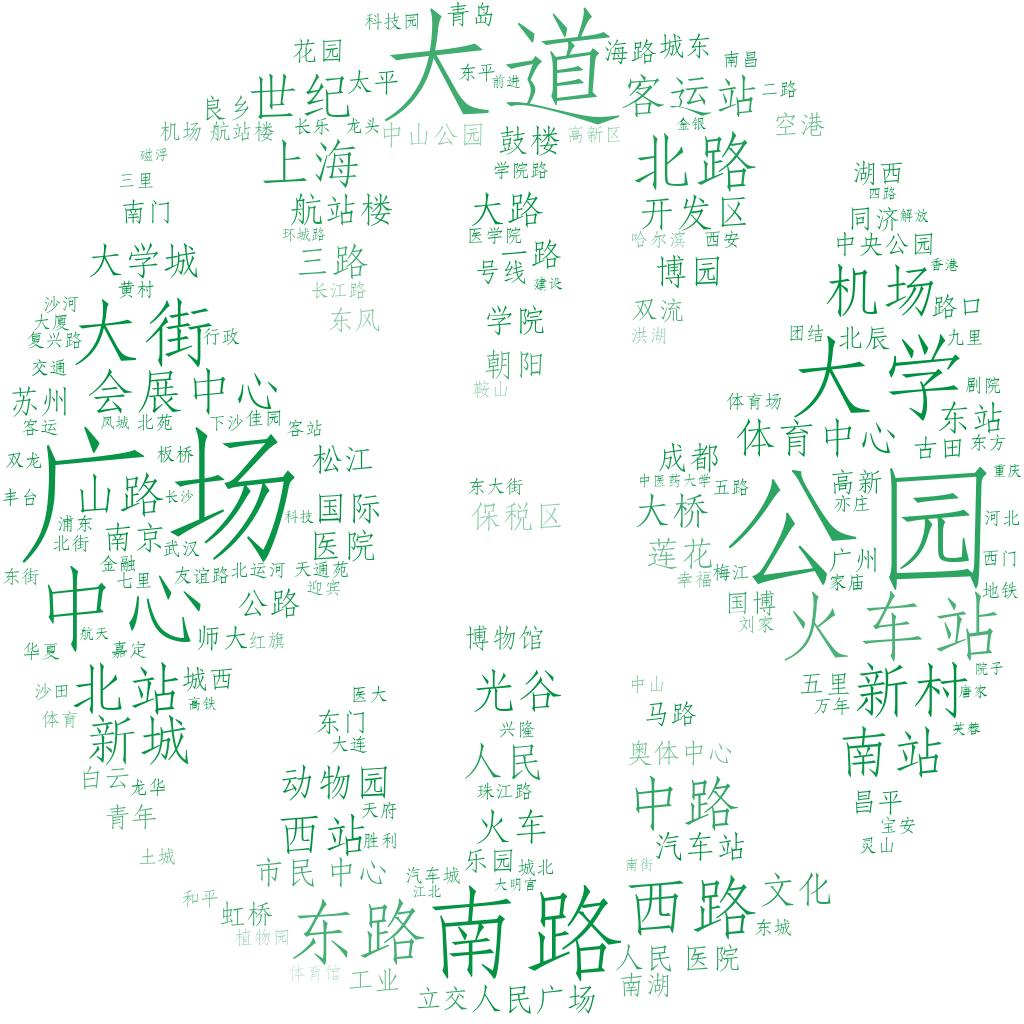 科技园 青岛
花园 大道 海路 城东
东平 南昌
世纪 太平 前进 客运站 二路
良乡 长乐 龙头 金银 空港
机场 航站楼 中山公园 鼓楼 高新区
磁浮 上海 学院路 北路
三里 湖西
南门 航站楼 大路 开发区 四路
环城路 医学院 哈尔滨 西安 同济 解放
大学城 三路 一路 中央公园
黄村 长江路 号线 建设 博园 机场 香港
沙河 大街 东风 学院 双流 路口
大厦 行政 洪湖 团结 北辰 九里
复兴路 朝阳
交通 会展中心 鞍山 大学 剧院
苏州 体育场
客运 凤城 北苑 下沙 佳园 客站 体育中心 东站
双龙 广场 板桥 松江 成都 古田 东方
丰台 山路 长沙 东大街 中医药大学 五路 公园 高新 重庆
浦东 科技 国际 保税区 大桥 亦庄 河北
北街 南京 武汉 医院 莲花 广州 西门
东街 金融 七里 友谊路 北运河 天通苑 迎宾 幸福 梅江 家庙 地铁
中心 公路 国博
航天 师大 红旗 博物馆 刘家 火车站
华夏 嘉定
沙田 北站 城西 医大 光谷 中山 五里 新村 院子
体育 高铁 东门 马路 万年 唐家
新城 大连 兴隆 芙蓉
白云 龙华 动物园 人民 奥体中心 南站
青年 天府 珠江路 中路 昌平
西站 胜利 火车 汽车站 宝安
土城 灵山
市民 中心 汽车城 乐园 城北 南街
和平 江北 大明宫 文化
虹桥 东路 南路 西路 东城
植物园
体育馆 工业 人民 医院
立交 人民广场 南湖